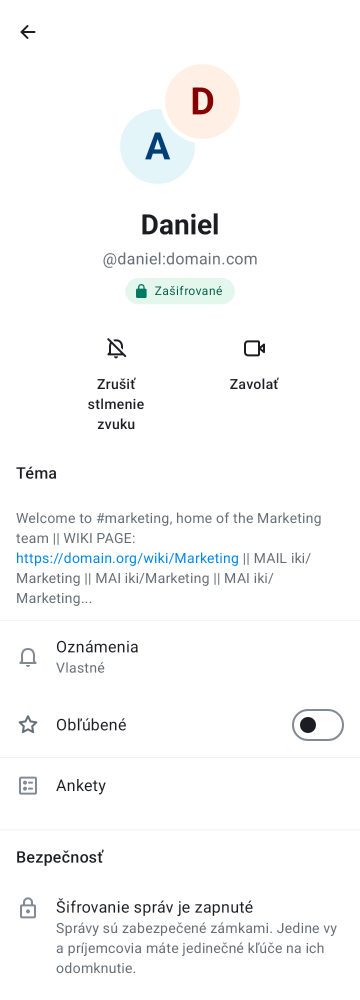 D
A
Daniel
@daniel:domain.com
Zašifrované
Zrušiť
stlmenie
zvuku
Zavolať
Téma
Welcome to #marketing, home of the Marketing
team || WIKI PAGE:
https://domain.org/wiki/Marketing || MAIL iki/
Marketing || MAI iki/Marketing || MAI iki/
Marketing...
Oznámenia
Vlastné
Obľúbené
Ankety
Bezpečnosť
Šifrovanie správ je zapnuté
Správy sú zabezpečené zámkami. Jedine vy
a príjemcovia máte jedinečné kľúče na ich
odomknutie.